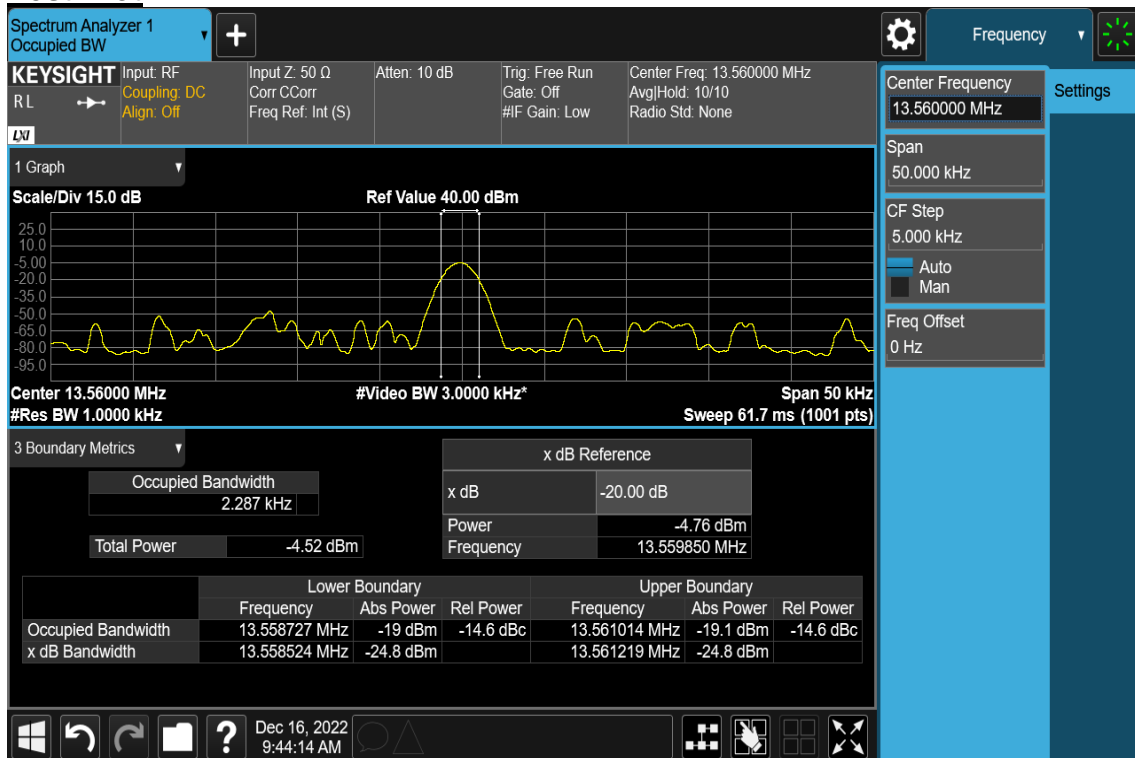 Spectrum Analyzer 1
Occupied BW
Frequency
KEYSIGHT
R L
LXI
Input: RF
Coupling: DC
Align: Off
Input Z: 50 Ω
Corr CCorr
Freq Ref: Int (S)
Atten: 10 dB
Trig: Free Run
Gate: Off
#IF Gain: Low
Center Freq: 13.560000 MHz
Avg|Hold: 10/10
Radio Std: None
Center Frequency
13.560000 MHz
Settings
Span
50.000 kHz
CF Step
5.000 kHz
Auto
Man
Freq Offset
0 Hz
1 Graph
Scale/Div 15.0 dB
Ref Value 40.00 dBm
25.0
10.0
-5.00
-20.0
-35.0
-50.0
-65.0
-80.0
-95.0
Center 13.56000 MHz
#Video BW 3.0000 kHz*
Span 50 kHz
#Res BW 1.0000 kHz
Sweep 61.7 ms (1001 pts)
3 Boundary Metrics
Occupied Bandwidth
2.287 kHz
Total Power -4.52 dBm
x dB Reference
x dB -20.00 dB
Power -4.76 dBm
Frequency 13.559850 MHz
Lower Boundary Upper Boundary
Frequency Abs Power Rel Power Frequency Abs Power Rel Power
Occupied Bandwidth 13.558727 MHz -19 dBm -14.6 dBc 13.561014 MHz -19.1 dBm -14.6 dBc
x dB Bandwidth 13.558524 MHz -24.8 dBm 13.561219 MHz -24.8 dBm
?
Dec 16, 2022
9:44:14 AM